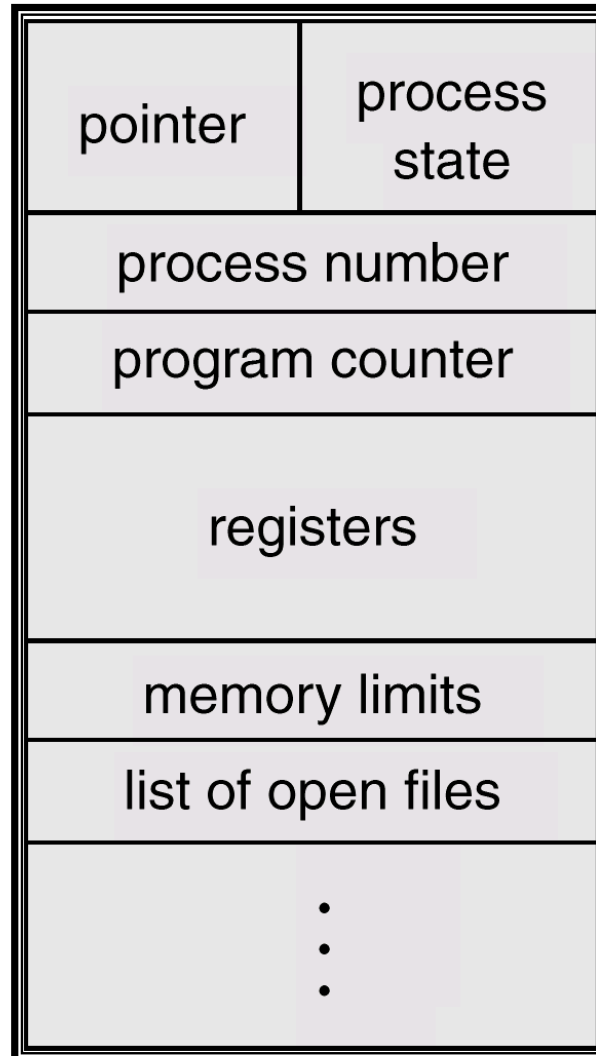 pointer
process
state
process number
program counter
registers
memory limits
list of open files